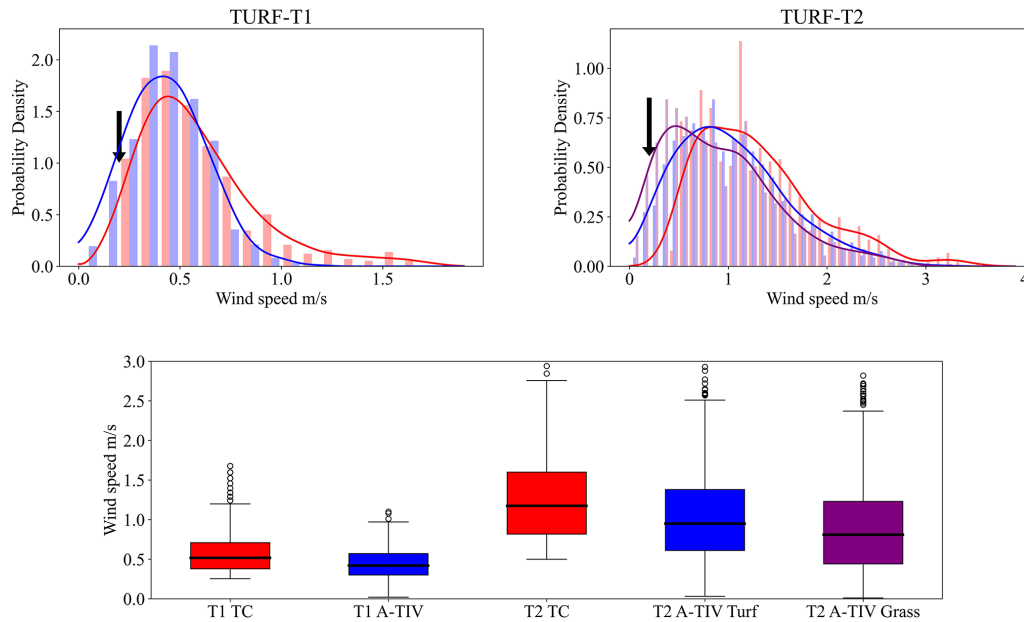 TURF-T1
TURF-T2
Probability Density
2.0
1.5
1.0
0.5
0.0
0.0 0.5 1.0 1.5
Wind speed m/s
Probability Density
1.00
0.75
0.50
0.25
0.00
0 1 2 3 4
Wind speed m/s
Wind speed m/s
3.0
2.5
2.0
1.5
1.0
0.5
0.0
T1 TC T1 A-TIV T2 TC T2 A-TIV Turf T2 A-TIV Grass